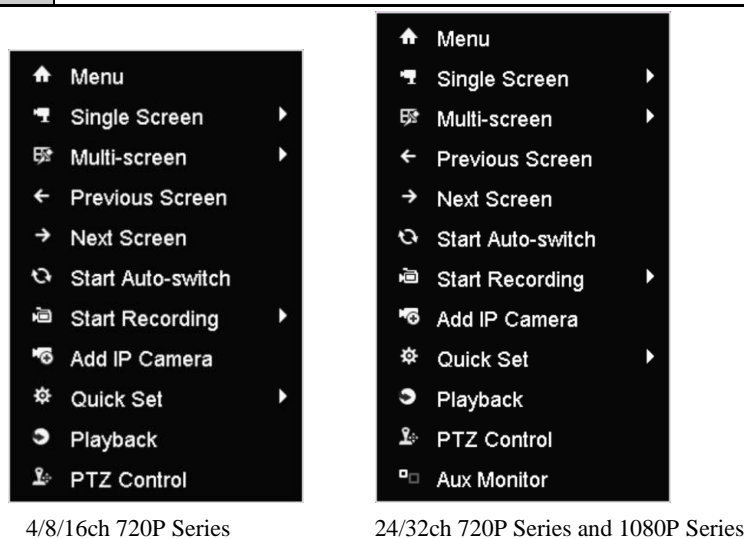 Menu
Single Screen
Multi-screen
Previous Screen
Next Screen
Start Auto-switch
Start Recording
Add IP Camera
Quick Set
Playback
PTZ Control
4/8/16ch 720P Series
Menu
Single Screen
Multi-screen
Previous Screen
Next Screen
Start Auto-switch
Start Recording
Add IP Camera
Quick Set
Playback
PTZ Control
Aux Monitor
24/32ch 720P Series and 1080P Series